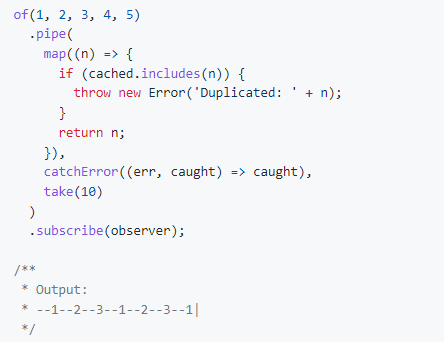 of(1, 2, 3, 4, 5)
  .pipe(
    map((n) => {
      if (cached.includes(n)) {
        throw new Error('Duplicated: ' + n);
      }
      return n;
    }),
    catchError((err, caught) => caught),
    take(10)
  )
  .subscribe(observer);

/**
 * Output:
 * --1--2--3--1--2--3--1|
 */